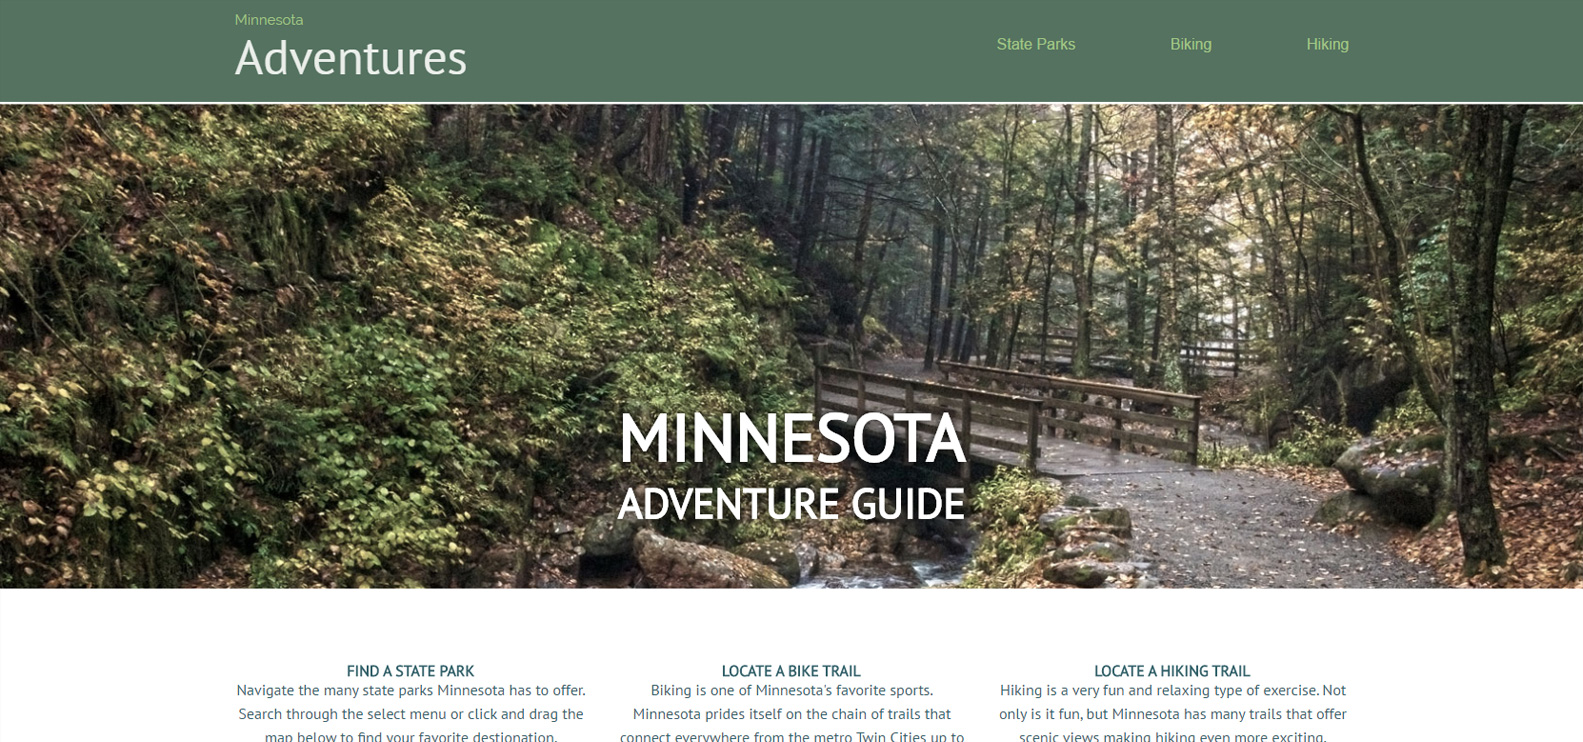 Minnesota
Adventures
State Parks Biking Hiking
MINNESOTA
ADVENTURE GUIDE
FIND A STATE PARK
Navigate the many state parks Minnesota has to offer.
Search through the select menu or click and drag the
map below to find your favorite destionation.
LOCATE A BIKE TRAIL
Biking is one of Minnesota's favorite sports.
Minnesota prides itself on the chain of trails that
connect everywhere from the metro Twin Cities up to
LOCATE A HIKING TRAIL
Hiking is a very fun and relaxing type of exercise. Not
only is it fun, but Minnesota has many trails that offer
scenic views making hiking even more exciting.